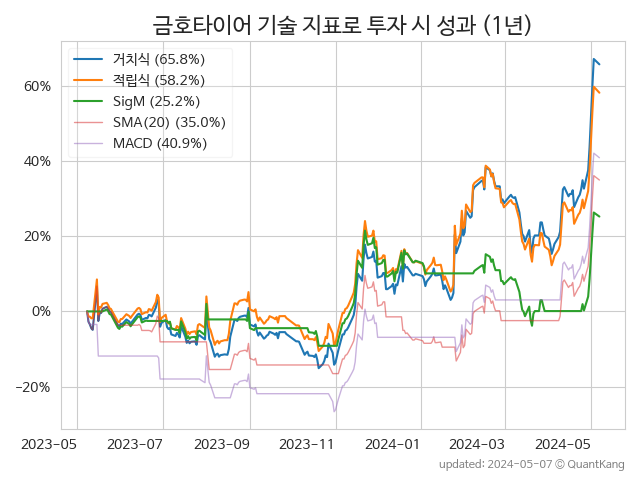 금호타이어 기술 지표로 투자 시 성과 (1년)
거치식 (65.8%)
적립식 (58.2%)
SigM (25.2%)
SMA(20) (35.0%)
MACD (40.9%)
60%
40%
20%
0%
−20%
2023-05 2023-07 2023-09 2023-11 2024-01 2024-03 2024-05
updated: 2024-05-07 © QuantKang